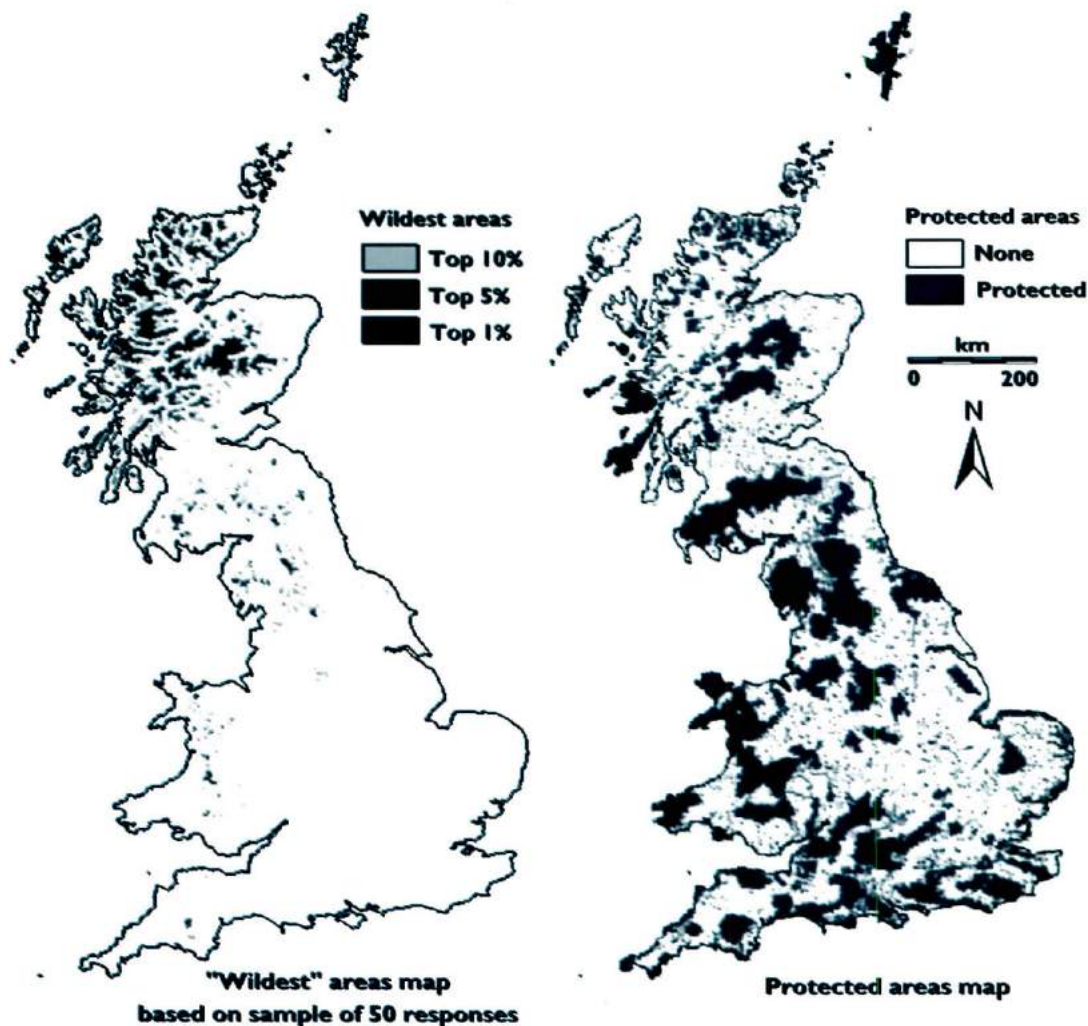 Wildest areas
Top 10%
Top 5%
Top 1%
"Wildest" areas map
based on sample of 50 responses
Protected areas
None
Protected
km
0 200
N
Protected areas map